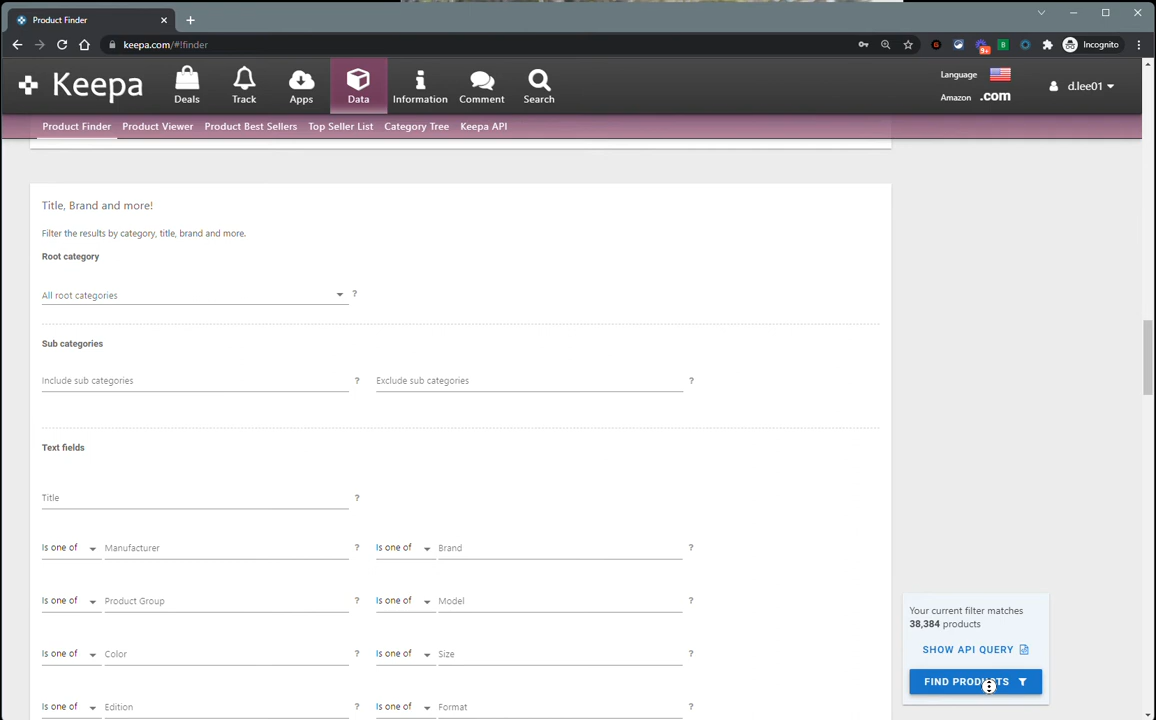 Product Finder
keepa.com/#!finder
9+
B
Incognito
Keepa
Deals
Track
Apps
Data
Information
Comment
Search
Language
Amazon .com
d.lee01
Product Finder Product Viewer Product Best Sellers Top Seller List Category Tree Keepa API
Title, Brand and more!
Filter the results by category, title, brand and more.
Root category
All root categories ?
Sub categories
Include sub categories ? Exclude sub categories ?
Text fields
Title ?
Is one of Manufacturer ? Is one of Brand ?
Is one of Product Group ? Is one of Model ?
Is one of Color ? Is one of Size ?
Is one of Edition ? Is one of Format ?
Your current filter matches
38,384 products
SHOW API QUERY
FIND PRODUCTS